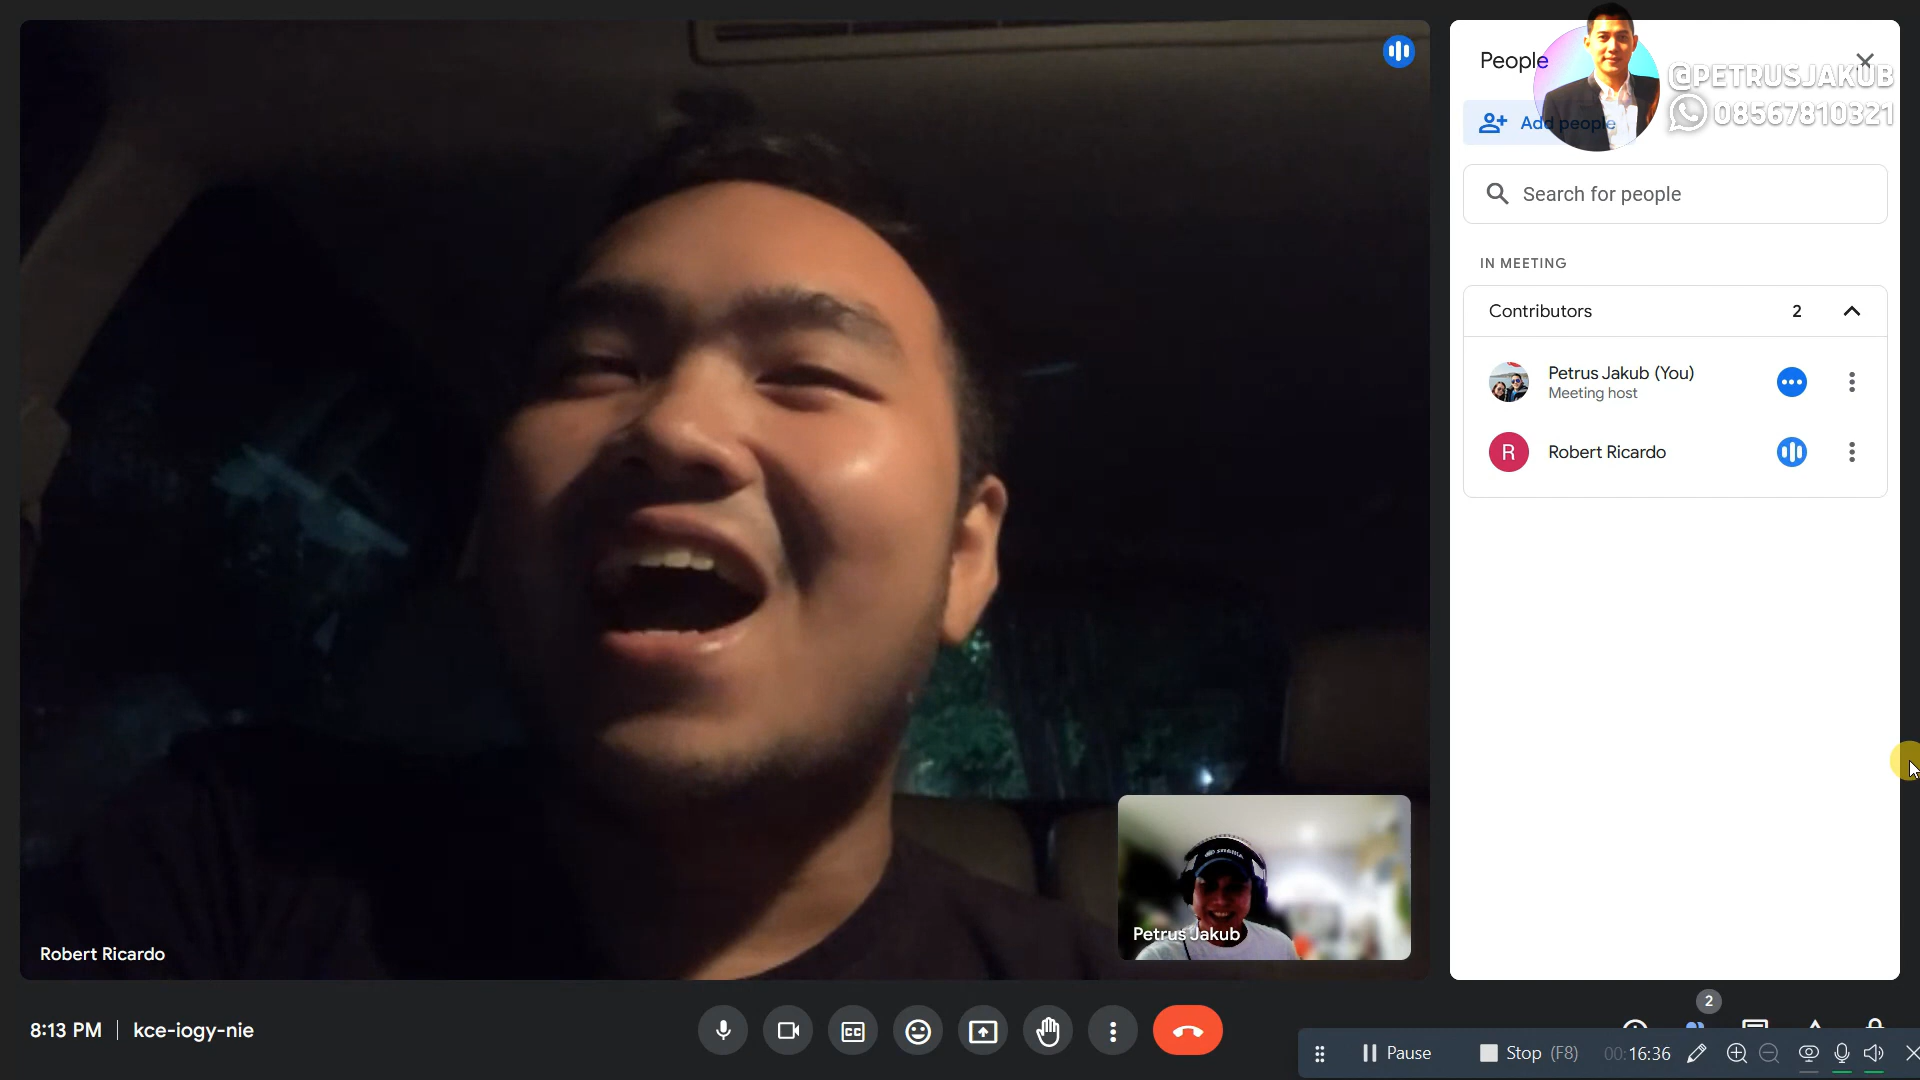 People
@PETRUSJAKUB
Add people
08567810321
Search for people
IN MEETING
Contributors 2
Petrus Jakub (You)
Meeting host
R Robert Ricardo
Petrus Jakub
Robert Ricardo
2
8:13 PM kce-iogy-nie
CC
Pause Stop (F8) 00:16:36